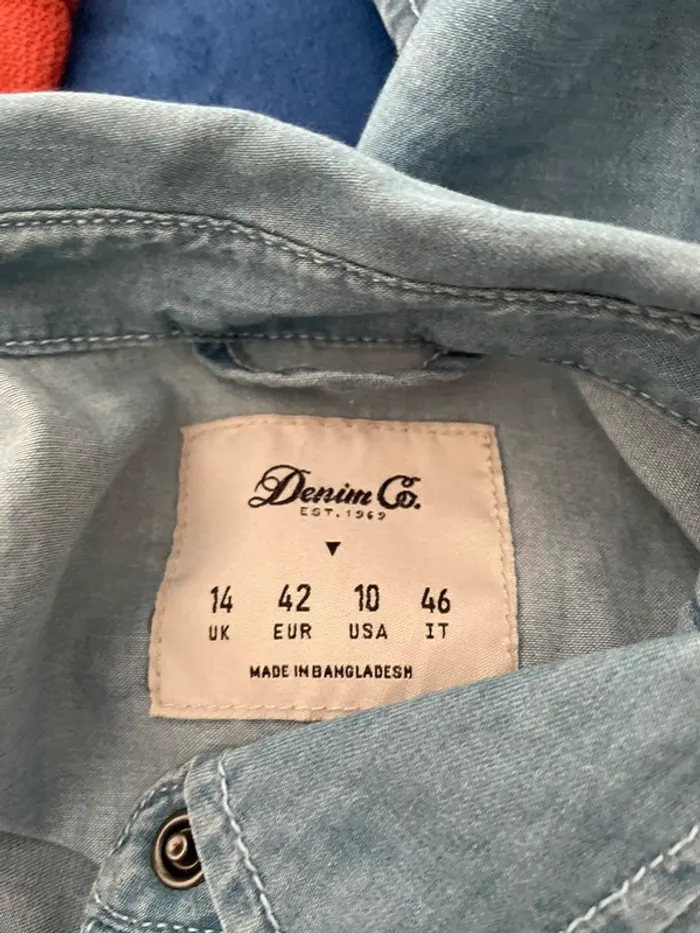 Denim Co.
EST. 1969
14 42 10 46
UK EUR USA IT
MADE IN BANGLADESH